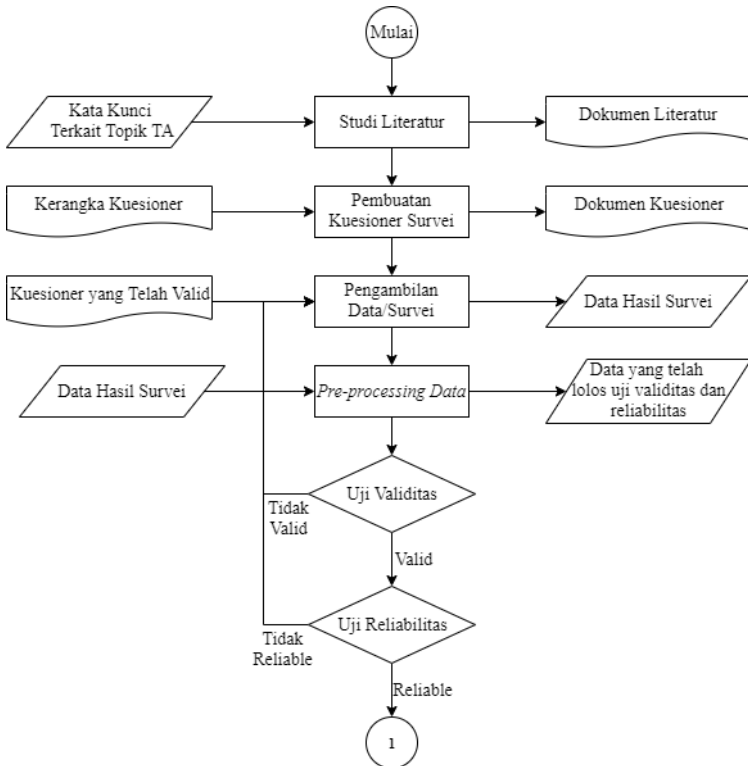 Mulai
Kata Kunci
Terkait Topik TA
Studi Literatur
Dokumen Literatur
Kerangka Kuesioner
Pembuatan
Kuesioner Survei
Dokumen Kuesioner
Kuesioner yang Telah Valid
Pengambilan
Data/Survei
Data Hasil Survei
Data Hasil Survei
Pre-processing Data
Data yang telah
lolos uji validitas dan
reliabilitas
Uji Validitas
Tidak
Valid
Valid
Uji Reliabilitas
Tidak
Reliable
Reliable
1